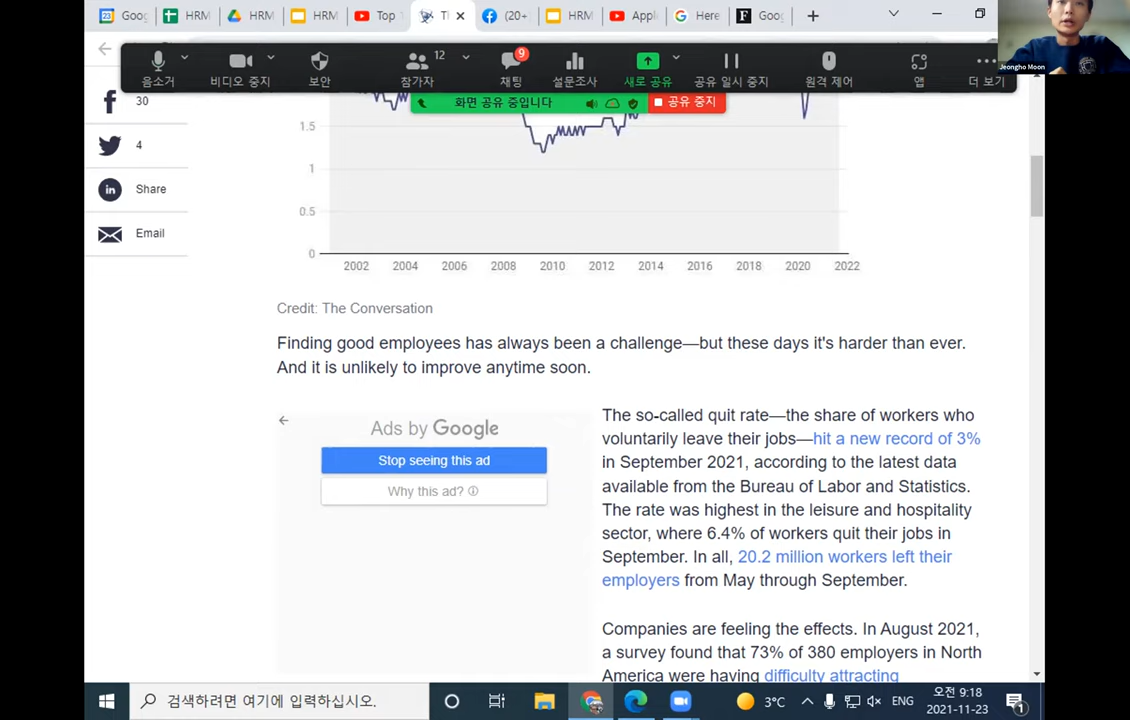 Goog
HRM
HRM
HRM
Top
Th
(20+
HRM
Appl
Here
Goog
음소거
비디오 중지
보안
12
참가자
9
채팅
설문조사
새로 공유
공유 일시 중지
원격 제어
앱
더 보기
Jeongho Moon
화면 공유 중입니다
공유 중지
30
4
Share
Email
1.5
1
0.5
0
2002 2004 2006 2008 2010 2012 2014 2016 2018 2020 2022
Credit: The Conversation
Finding good employees has always been a challenge—but these days it's harder than ever.
And it is unlikely to improve anytime soon.
Ads by Google
Stop seeing this ad
Why this ad?
The so-called quit rate—the share of workers who
voluntarily leave their jobs—hit a new record of 3%
in September 2021, according to the latest data
available from the Bureau of Labor and Statistics.
The rate was highest in the leisure and hospitality
sector, where 6.4% of workers quit their jobs in
September. In all, 20.2 million workers left their
employers from May through September.
Companies are feeling the effects. In August 2021,
a survey found that 73% of 380 employers in North
America were having difficulty attracting
검색하려면 여기에 입력하십시오.
3°C
ENG
오전 9:18
2021-11-23
1